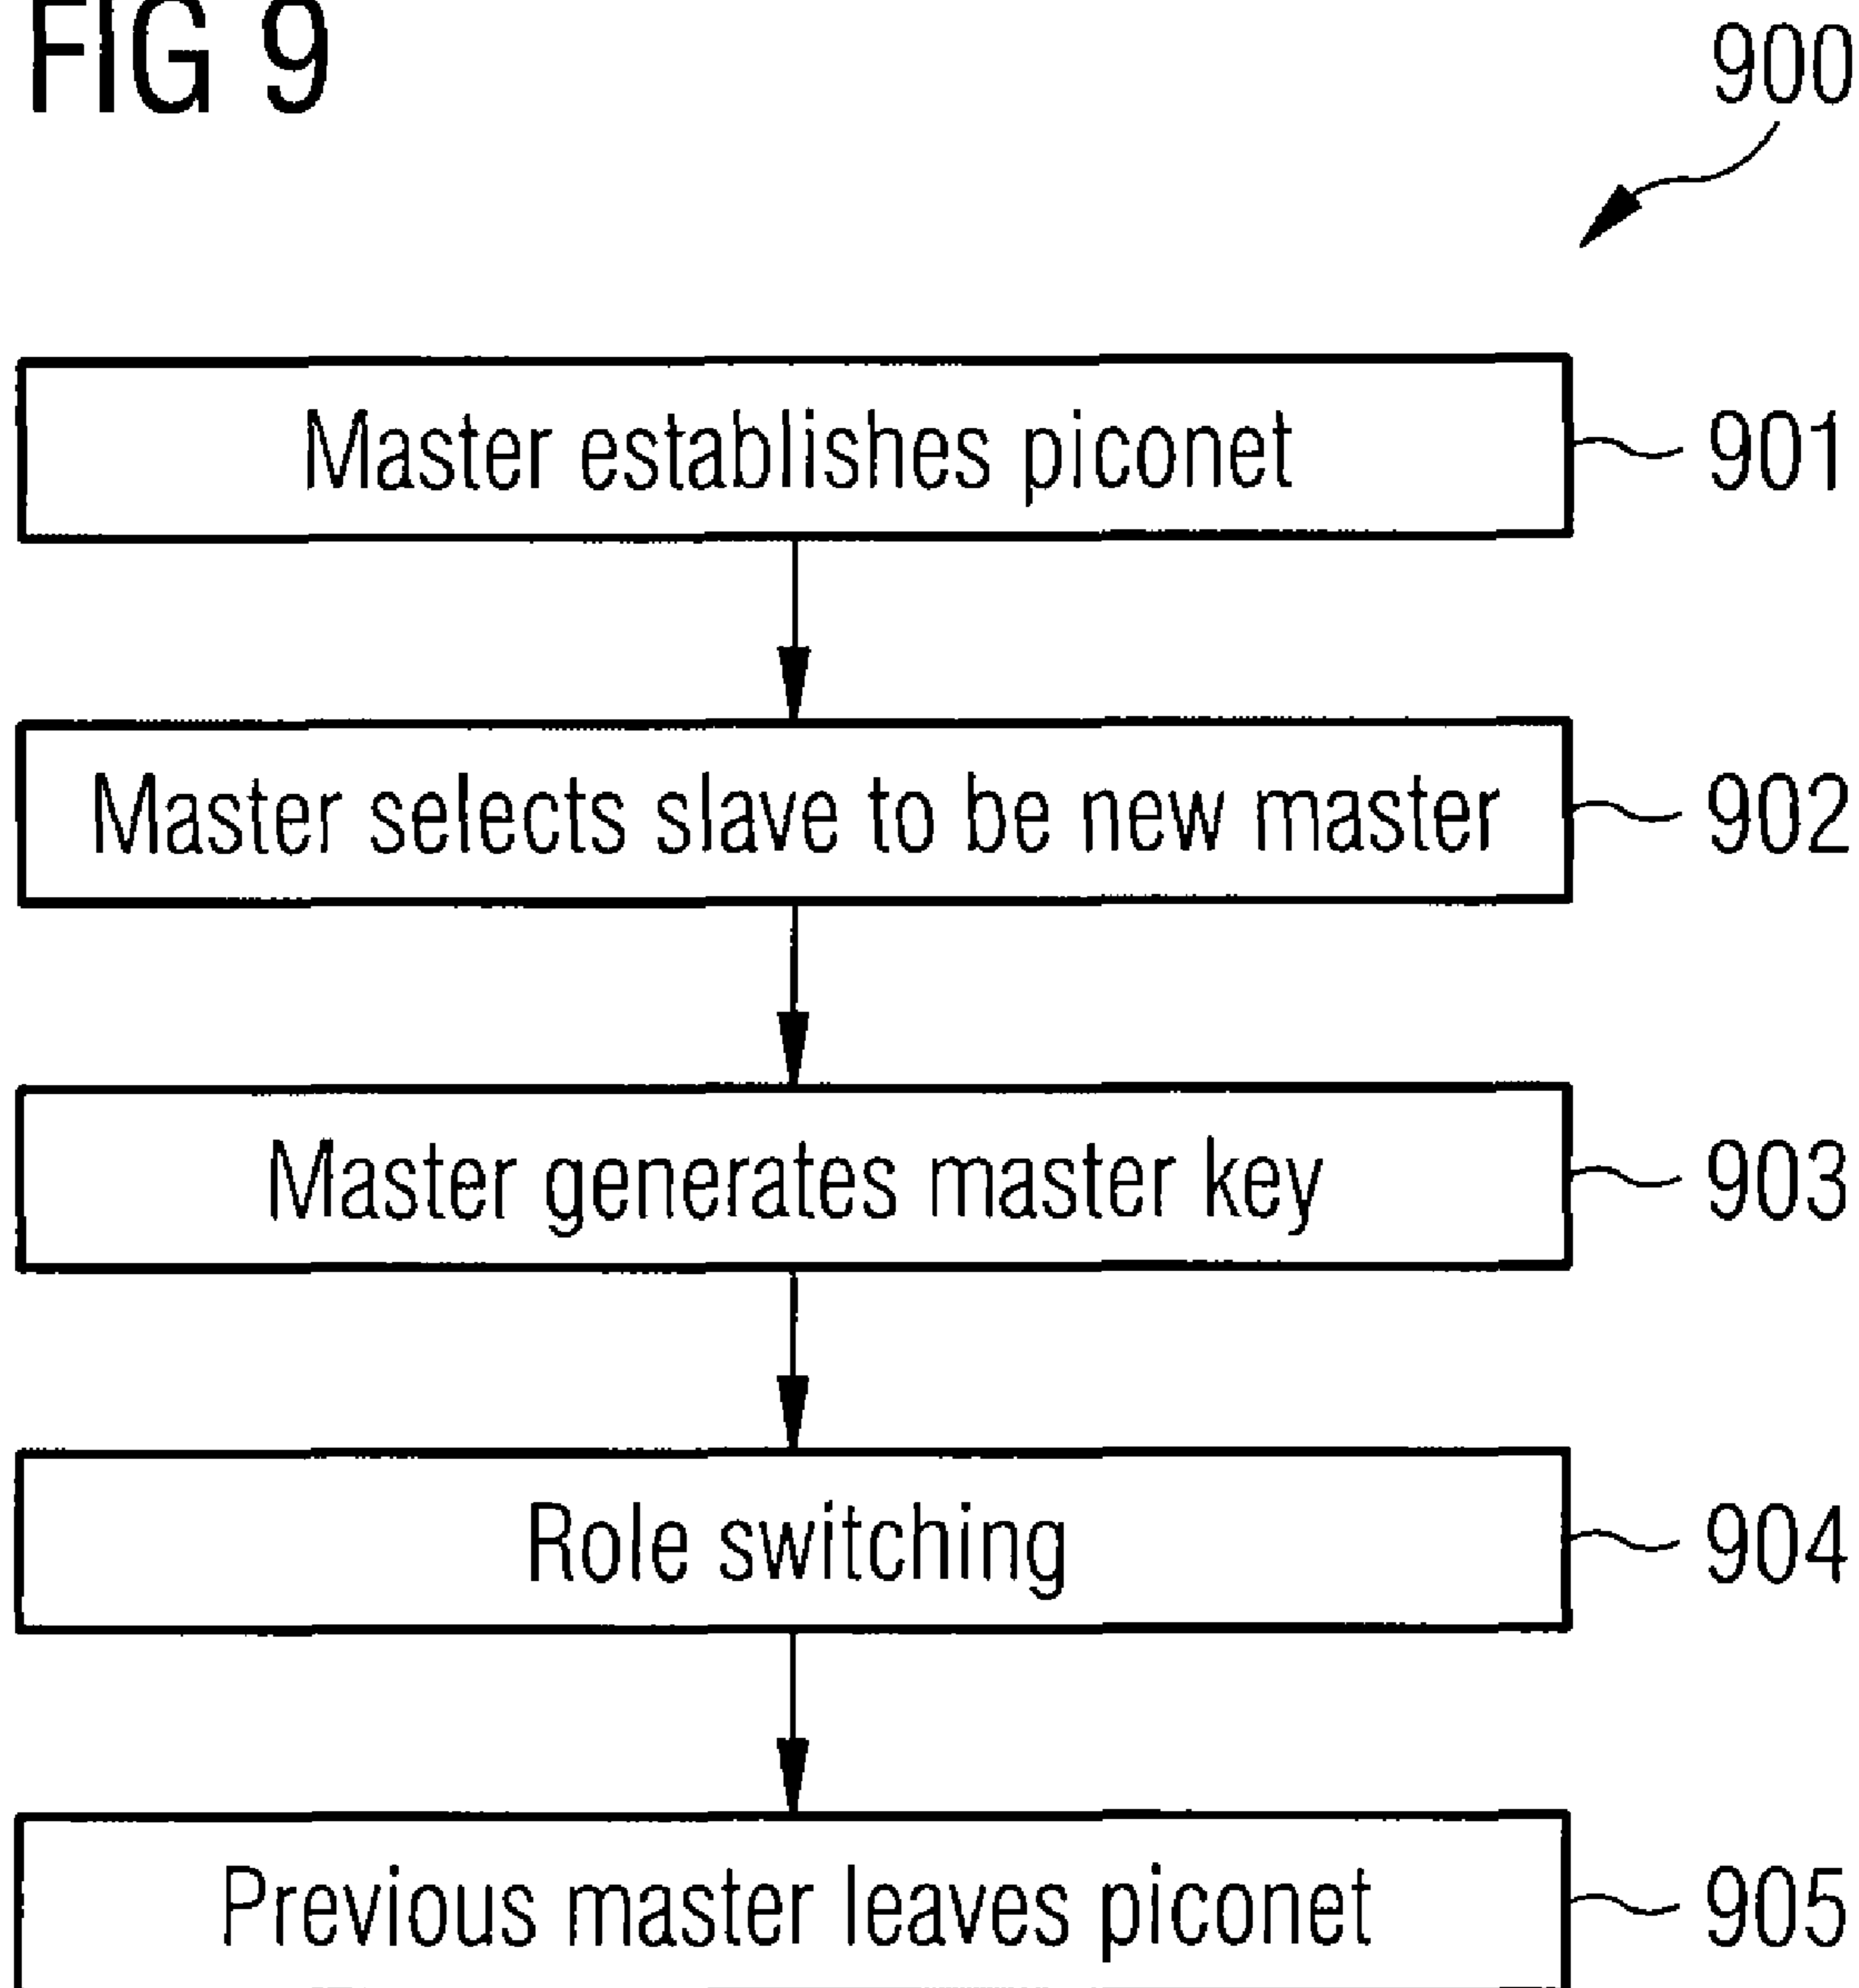 FIG 9
900
Master establishes piconet
901
Master selects slave to be new master
902
Master generates master key
903
Role switching
904
Previous master leaves piconet
905